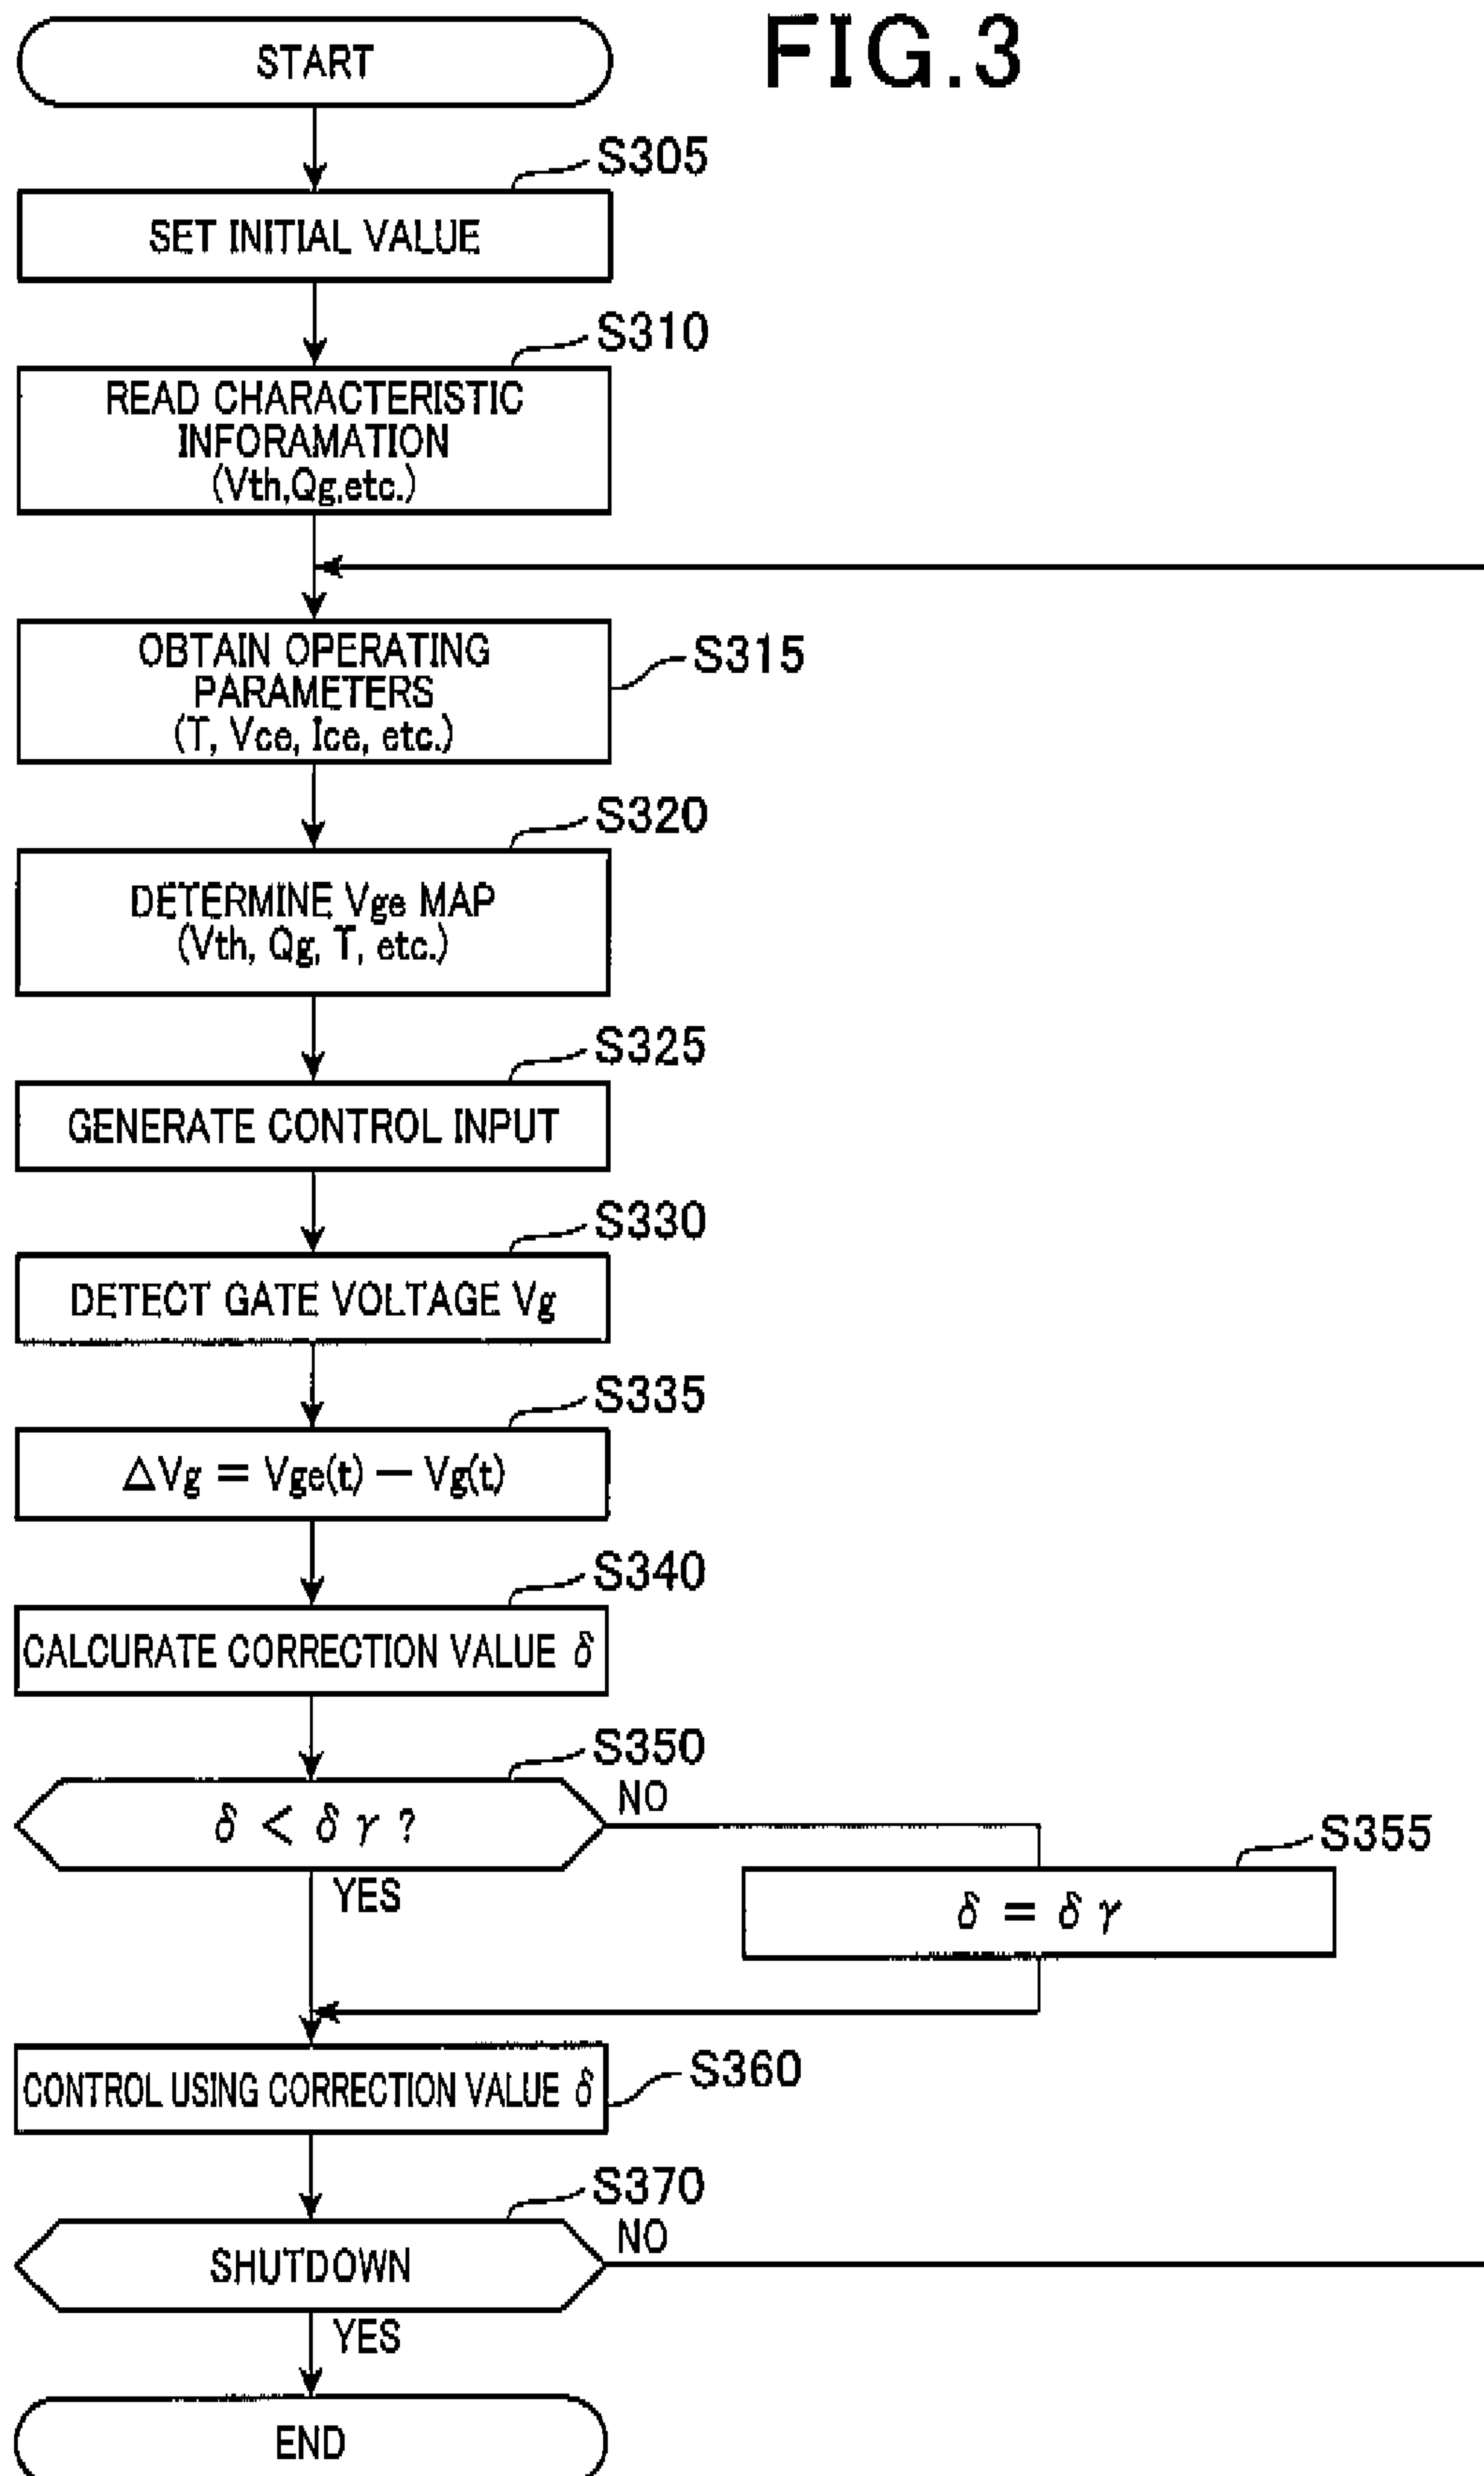 FIG.3
START
S305
SET INITIAL VALUE
S310
READ CHARACTERISTIC
INFORAMATION
(Vth,Qg,etc.)
OBTAIN OPERATING
PARAMETERS
(T, Vce, Ice, etc.)
S315
S320
DETERMINE Vge MAP
(Vth, Qg, T, etc.)
S325
GENERATE CONTROL INPUT
S330
DETECT GATE VOLTAGE Vg
S335
ΔVg = Vge(t) − Vg(t)
S340
CALCURATE CORRECTION VALUE δ
S350
δ < δγ ?
NO
YES
S355
δ = δγ
CONTROL USING CORRECTION VALUE δ
S360
S370
SHUTDOWN
NO
YES
END